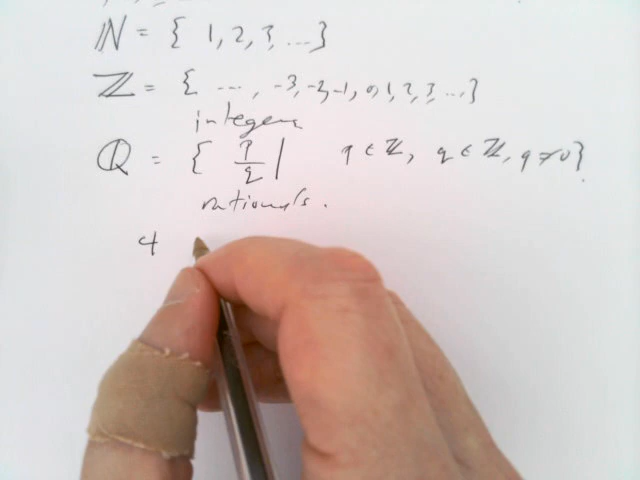 ℕ = { 1, 2, 3, ...}
ℤ = { ..., -3, -2, -1, 0, 1, 2, 3, ...}
integers
ℚ = { p/q | p ∈ ℤ, q ∈ ℤ, q ≠ 0}
rationals.
4